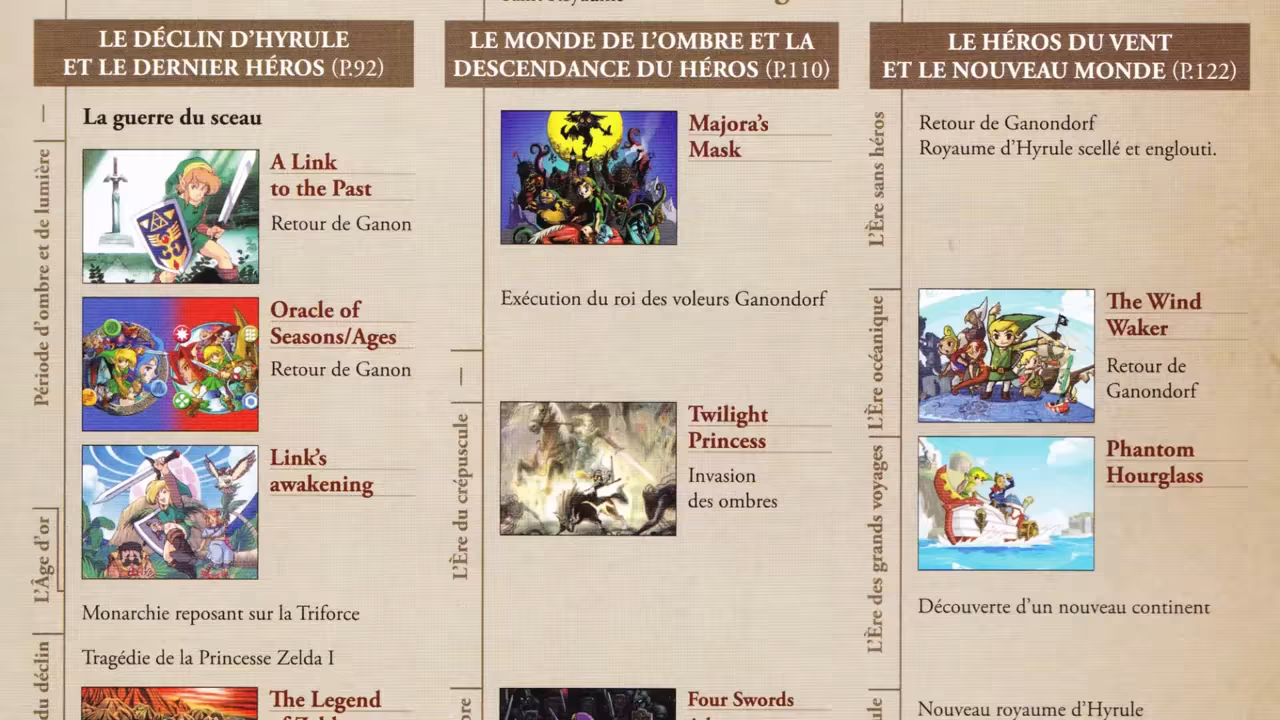 LE DÉCLIN D'HYRULE
ET LE DERNIER HÉROS (P.92)
La guerre du sceau
Période d'ombre et de lumière
A Link
to the Past
Retour de Ganon
Oracle of
Seasons/Ages
Retour de Ganon
Link's
awakening
L'Âge d'or
Monarchie reposant sur la Triforce
Tragédie de la Princesse Zelda I
du déclin
The Legend
LE MONDE DE L'OMBRE ET LA
DESCENDANCE DU HÉROS (P.110)
Majora's
Mask
Exécution du roi des voleurs Ganondorf
L'Ère du crépuscule
Twilight
Princess
Invasion
des ombres
Four Swords
LE HÉROS DU VENT
ET LE NOUVEAU MONDE (P.122)
L'Ère sans héros
Retour de Ganondorf
Royaume d'Hyrule scellé et englouti.
L'Ère océanique
The Wind
Waker
Retour de
Ganondorf
L'Ère des grands voyages
Phantom
Hourglass
Découverte d'un nouveau continent
Nouveau royaume d'Hyrule